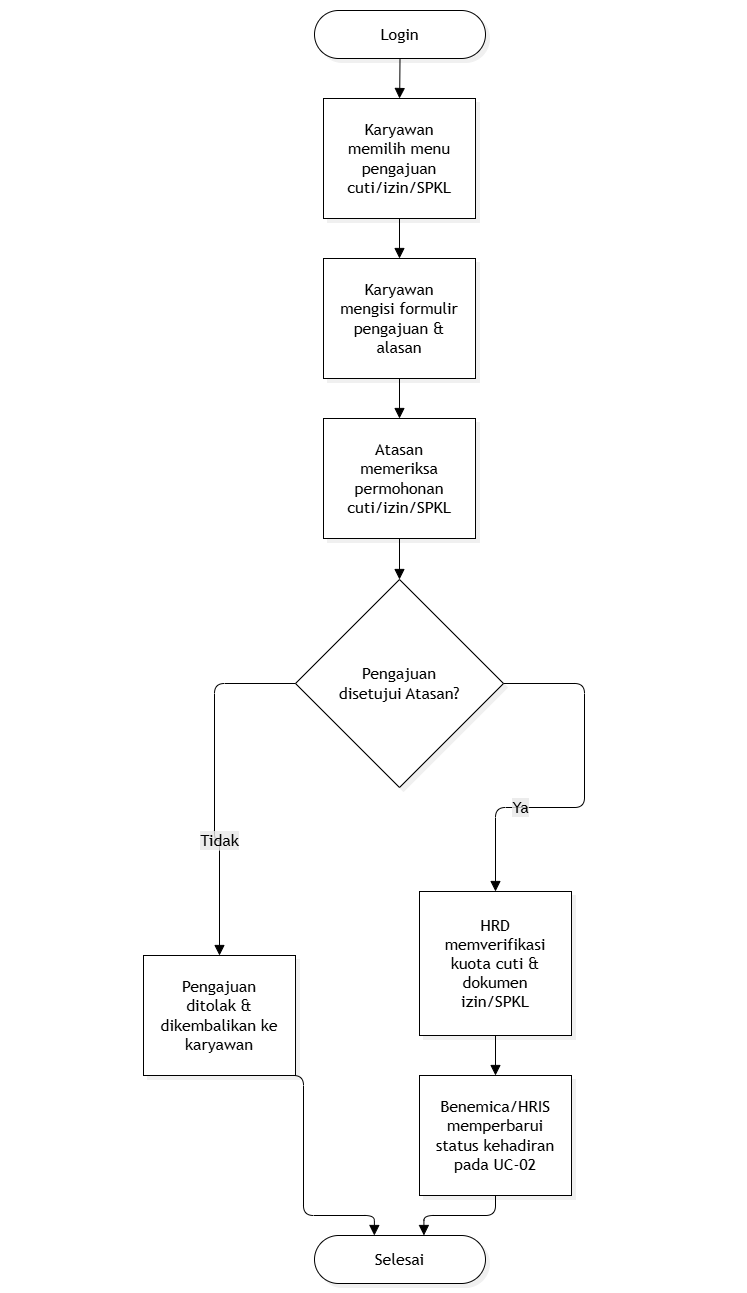 Login
Karyawan
memilih menu
pengajuan
cuti/izin/SPKL
Karyawan
mengisi formulir
pengajuan &
alasan
Atasan
memeriksa
permohonan
cuti/izin/SPKL
Pengajuan
disetujui Atasan?
Ya
Tidak
HRD
memverifikasi
kuota cuti &
dokumen
izin/SPKL
Pengajuan
ditolak &
dikembalikan ke
karyawan
Benemica/HRIS
memperbarui
status kehadiran
pada UC-02
Selesai